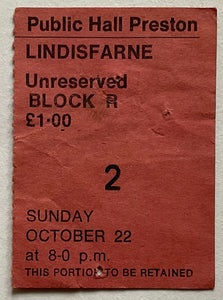 Public Hall Preston
LINDISFARNE
Unreserved
BLOCK R
£1·00
2
SUNDAY
OCTOBER 22
at 8-0 p.m.
THIS PORTION TO BE RETAINED